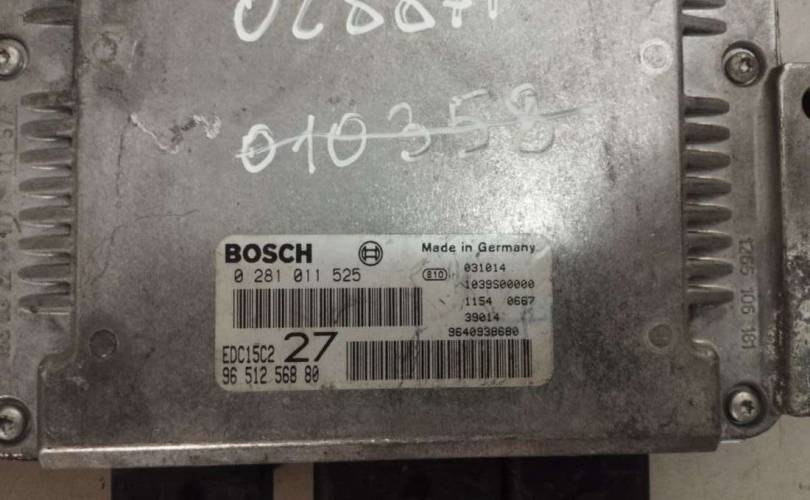 010358
BOSCH
Made in Germany
0 281 011 525
810
031014
1039S00000
1154 0667
39014
9640938680
EDC15C2 27
96 512 568 80
1265 106 181